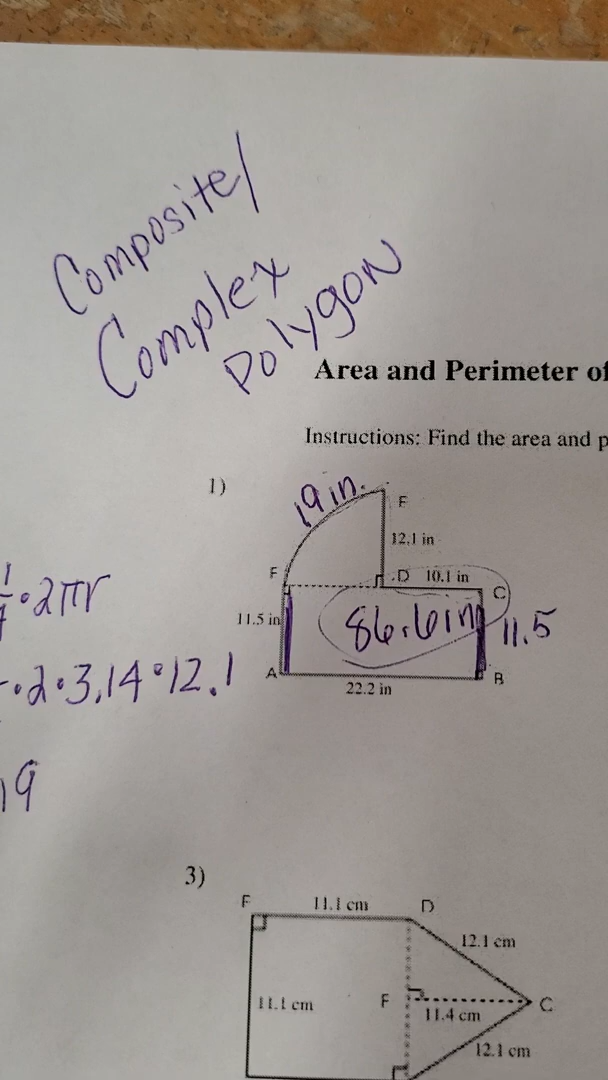 Composite/
Complex
Polygon
Area and Perimeter of
Instructions: Find the area and p
1)
19 in.
F
12.1 in
F
D
10.1 in
C
11.5 in
86.6 in
11.5
A
B
22.2 in
• 2πr
• 2 • 3.14 • 12.1
19
3)
F
11.1 cm
D
12.1 cm
11.1 cm
F
C
11.4 cm
12.1 cm